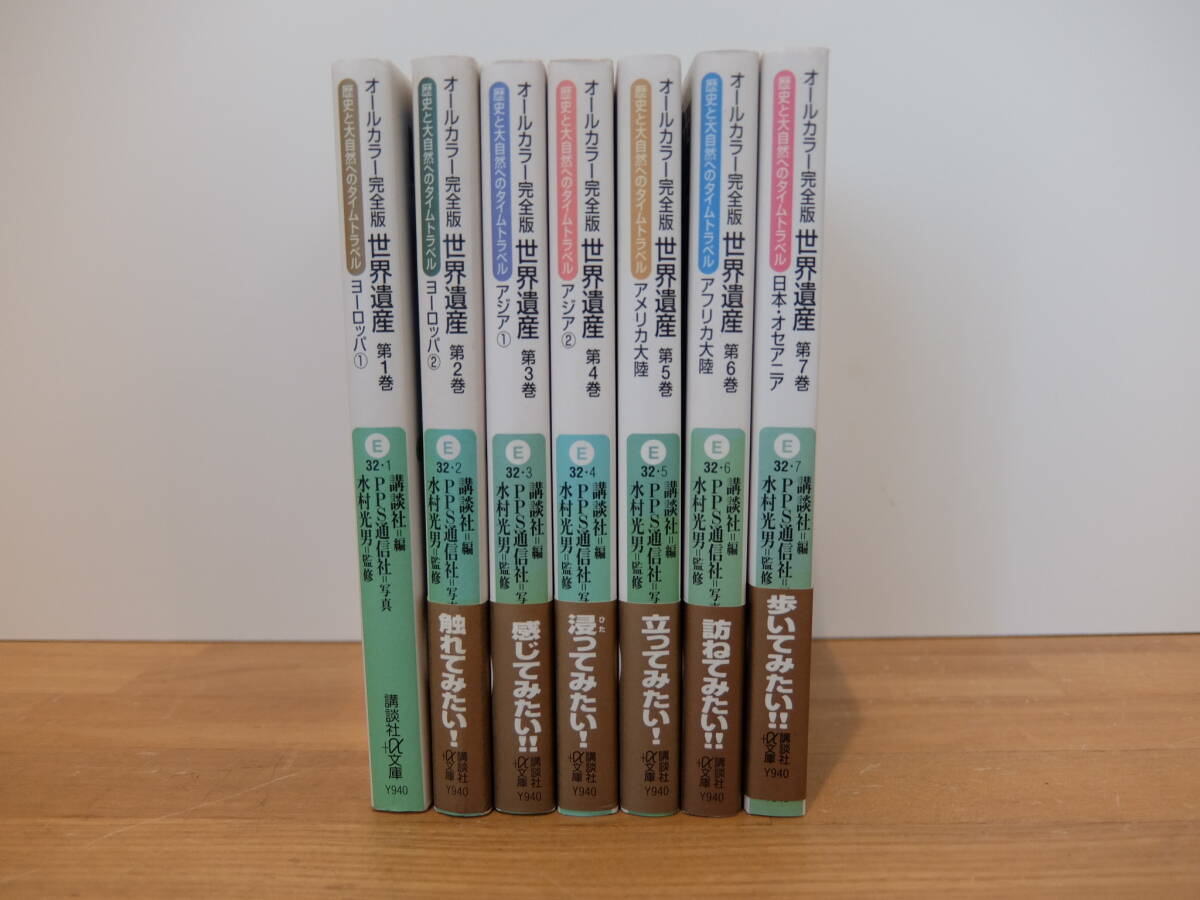 オールカラー完全版
世界遺産
第1巻
歴史と大自然へのタイムトラベル
ヨーロッパ①
E
32・1
講談社=編
PPS通信社=写真
水村光男=監修
講談社
+α文庫
Y940
オールカラー完全版
世界遺産
第2巻
歴史と大自然へのタイムトラベル
ヨーロッパ②
E
32・2
講談社=編
PPS通信社=写真
水村光男=監修
触れてみたい!
講談社
+α文庫
Y940
オールカラー完全版
世界遺産
第3巻
歴史と大自然へのタイムトラベル
アジア①
E
32・3
講談社=編
PPS通信社=写
水村光男=監修
感じてみたい!!
講談社
+α文庫
Y940
オールカラー完全版
世界遺産
第4巻
歴史と大自然へのタイムトラベル
アジア②
E
32・4
講談社=編
PPS通信社=写
水村光男=監修
浸ってみたい!
ひた
講談社
+α文庫
Y940
オールカラー完全版
世界遺産
第5巻
歴史と大自然へのタイムトラベル
アメリカ大陸
E
32・5
講談社=編
PPS通信社=写
水村光男=監修
立ってみたい!
講談社
+α文庫
Y940
オールカラー完全版
世界遺産
第6巻
歴史と大自然へのタイムトラベル
アフリカ大陸
E
32・6
講談社=編
PPS通信社=写真
水村光男=監修
訪ねてみたい!!
講談社
+α文庫
Y940
オールカラー完全版
世界遺産
第7巻
歴史と大自然へのタイムトラベル
日本・オセアニア
E
32・7
講談社=編
PPS通信社=写真
水村光男=監修
歩いてみたい!!
講談社
+α文庫
Y940